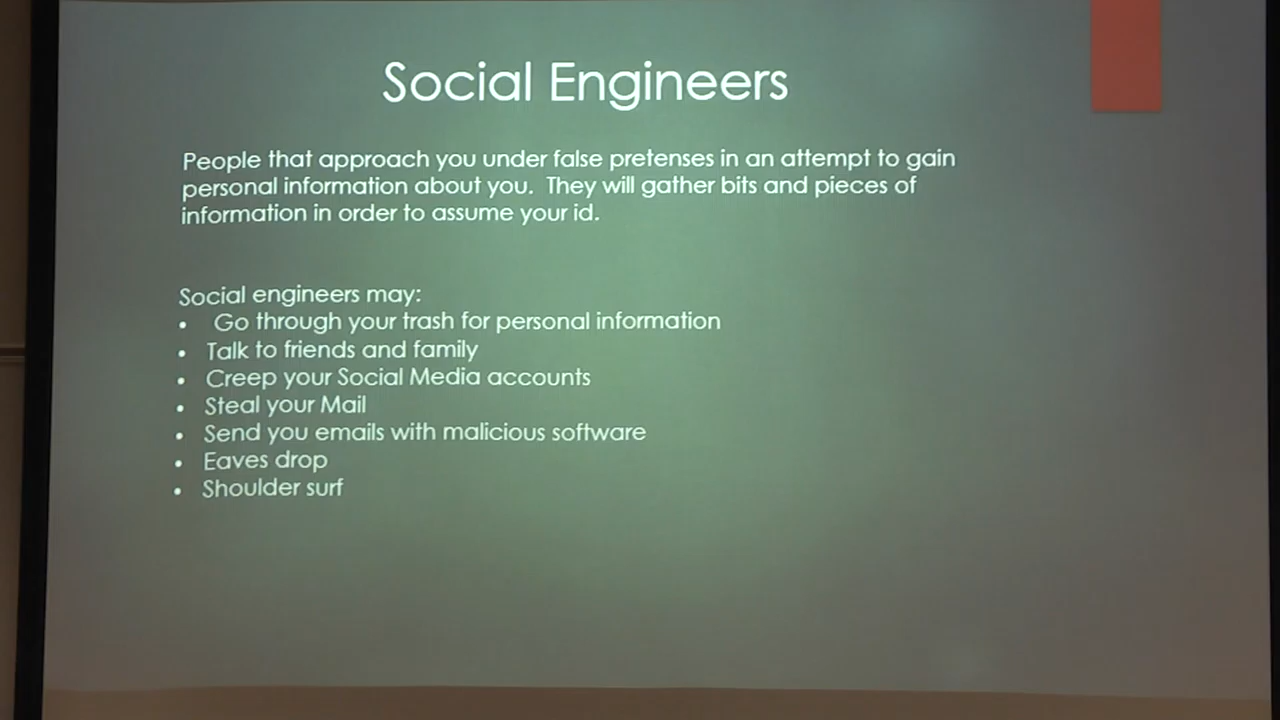 Social Engineers
People that approach you under false pretenses in an attempt to gain
personal information about you.  They will gather bits and pieces of
information in order to assume your id.
Social engineers may:
• Go through your trash for personal information
• Talk to friends and family
• Creep your Social Media accounts
• Steal your Mail
• Send you emails with malicious software
• Eaves drop
• Shoulder surf